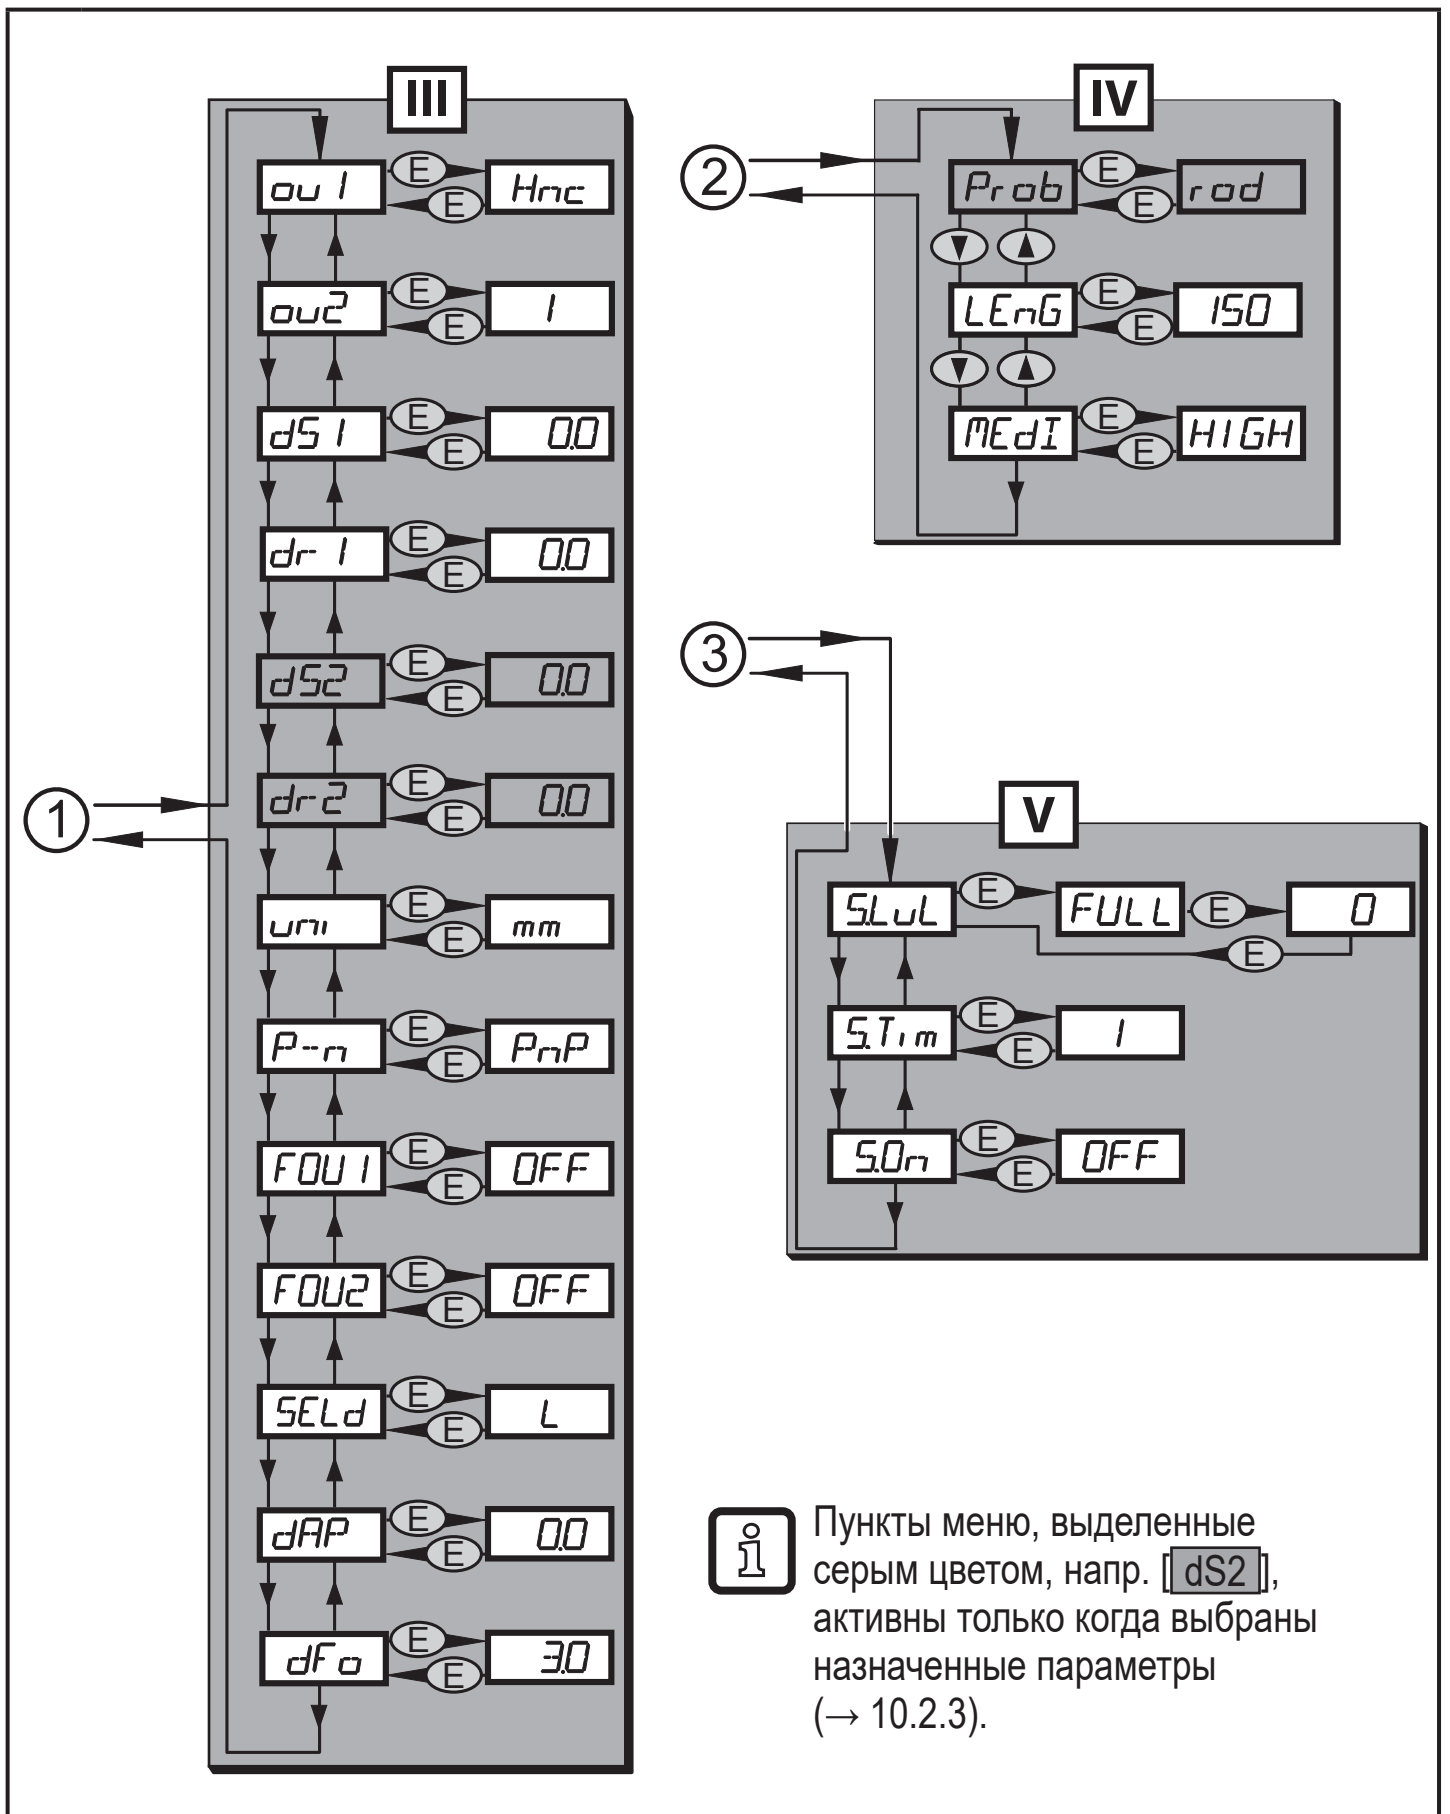 III
ou1 E Hnc
E
ou2 E 1
E
dS1 E 0.0
E
dr1 E 0.0
E
dS2 E 0.0
E
dr2 E 0.0
E
uni E mm
E
P-n E PnP
E
FOU1 E OFF
E
FOU2 E OFF
E
SELd E L
E
dAP E 0.0
E
dFo E 3.0
E
1
IV
2
Prob E rod
E
LEnG E 150
E
MEdI E HIGH
E
3
V
S.LvL E FULL E 0
E
S.Tim E 1
E
S.On E OFF
E
Пункты меню, выделенные
серым цветом, напр. [ dS2 ],
активны только когда выбраны
назначенные параметры
(→ 10.2.3).